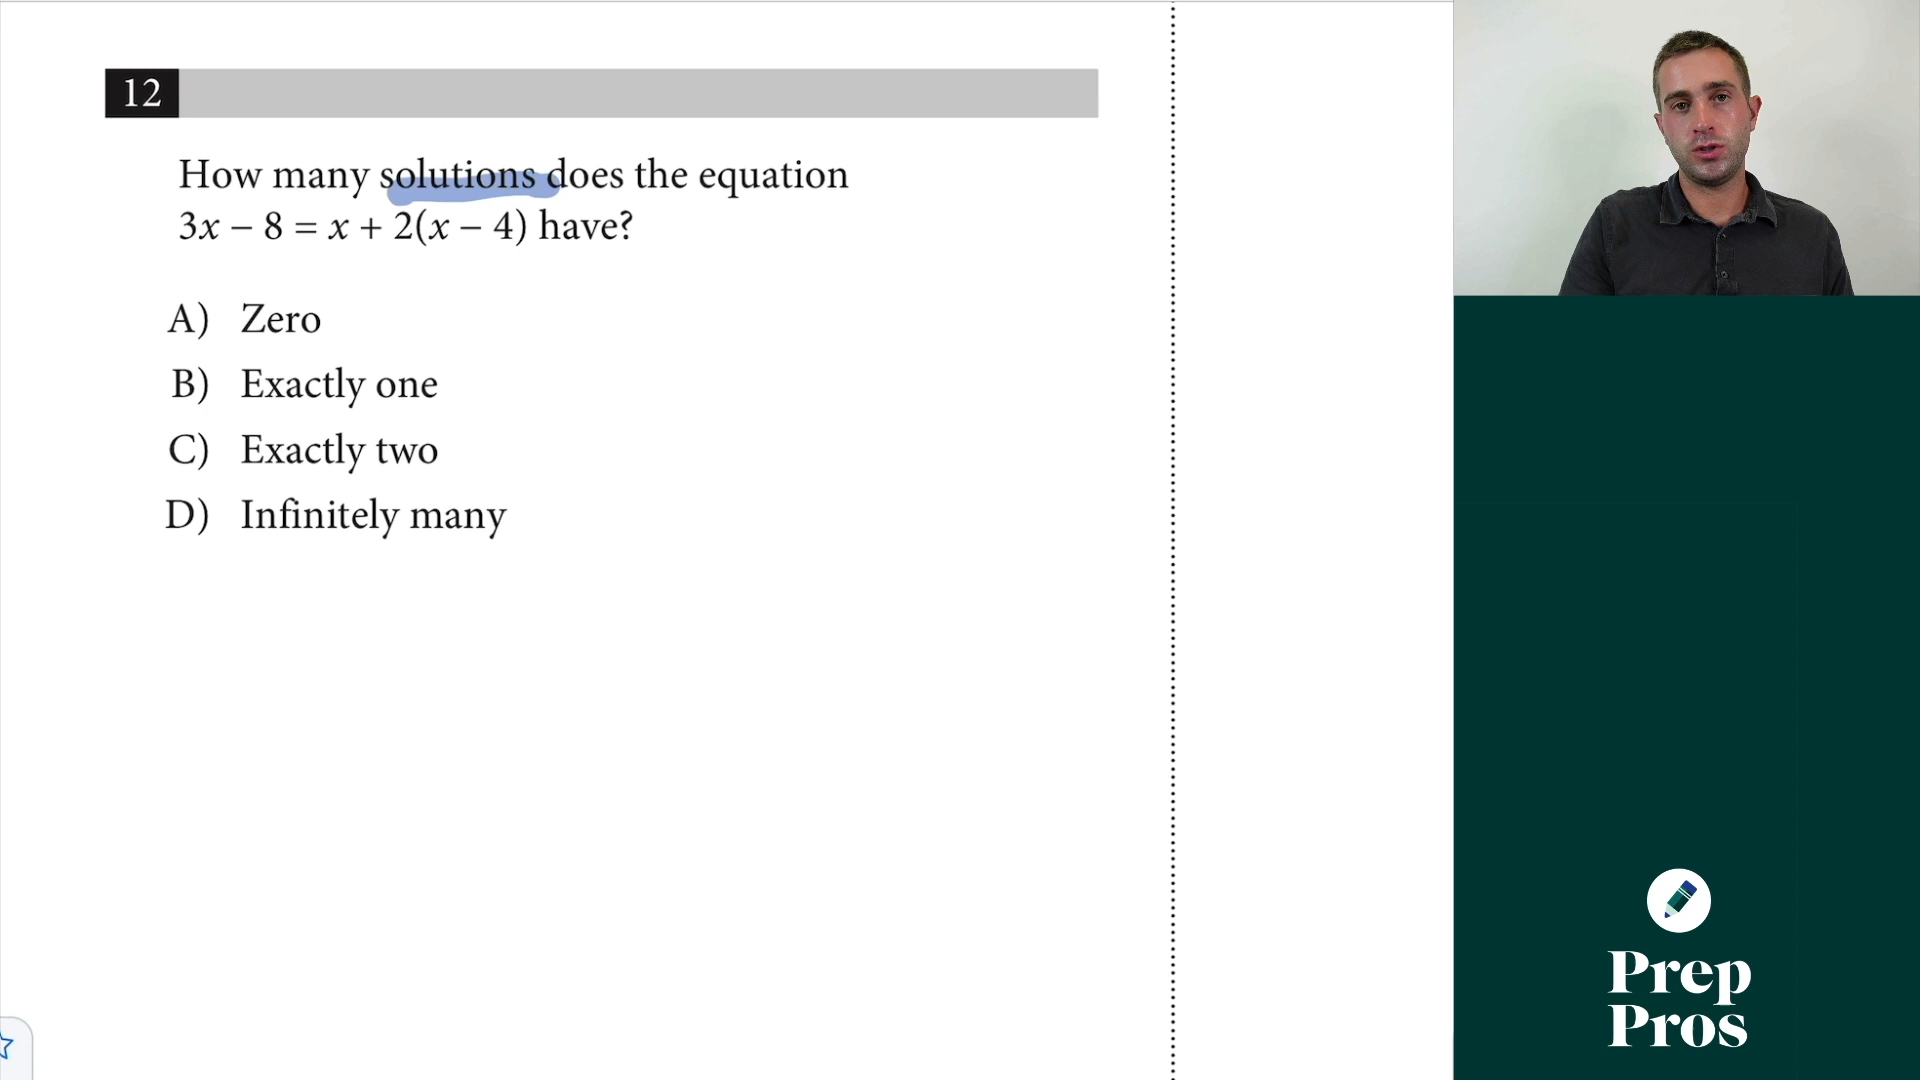 12
How many solutions does the equation
3x − 8 = x + 2(x − 4) have?
A) Zero
B) Exactly one
C) Exactly two
D) Infinitely many
Prep
Pros